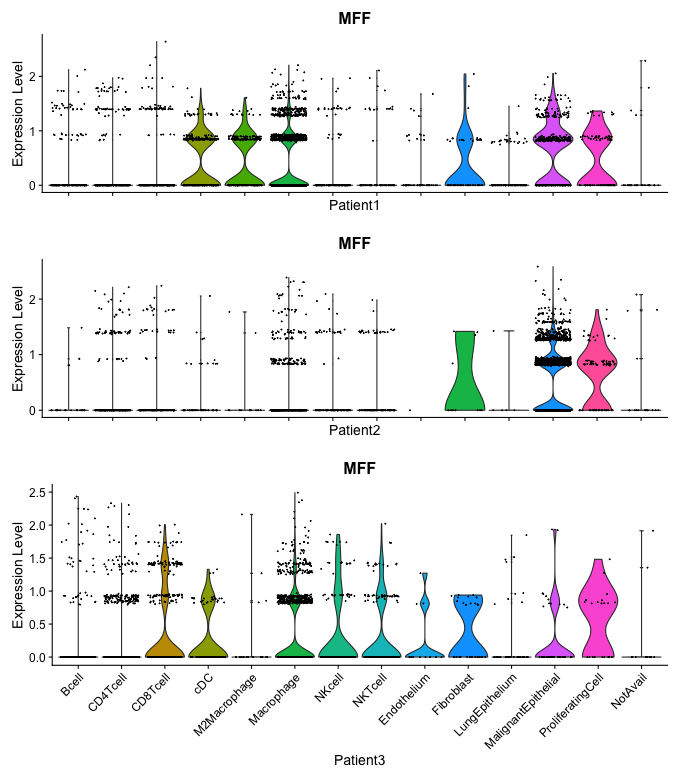 MFF
Expression Level
2
1
0
Patient1
MFF
Expression Level
2
1
0
Patient2
MFF
Expression Level
2.5
2.0
1.5
1.0
0.5
0.0
Bcell
CD4Tcell
CD8Tcell
cDC
M2Macrophage
Macrophage
NKcell
NKTcell
Endothelium
Fibroblast
LungEpithelium
MalignantEpithelial
ProliferatingCell
NotAvail
Patient3